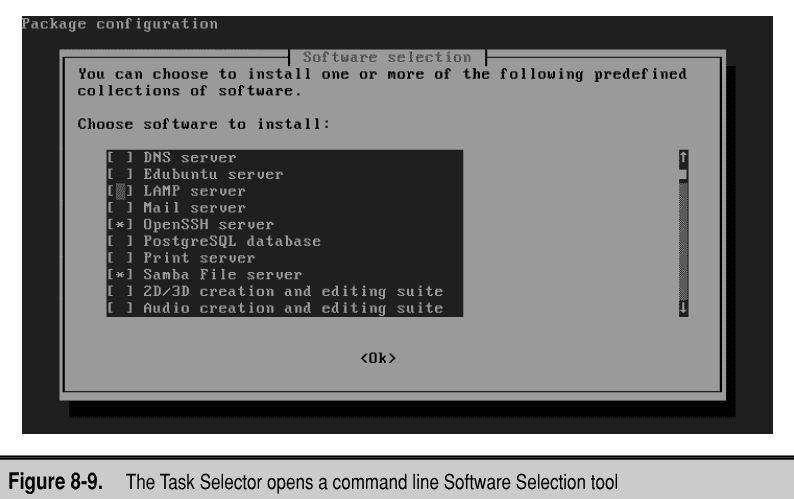 Package configuration
Software selection
You can choose to install one or more of the following predefined
collections of software.
Choose software to install:
[ ] DNS server
[ ] Edubuntu server
[ ] LAMP server
[ ] Mail server
[*] OpenSSH server
[ ] PostgreSQL database
[ ] Print server
[*] Samba File server
[ ] 2D/3D creation and editing suite
[ ] Audio creation and editing suite
<Ok>
Figure 8-9. The Task Selector opens a command line Software Selection tool